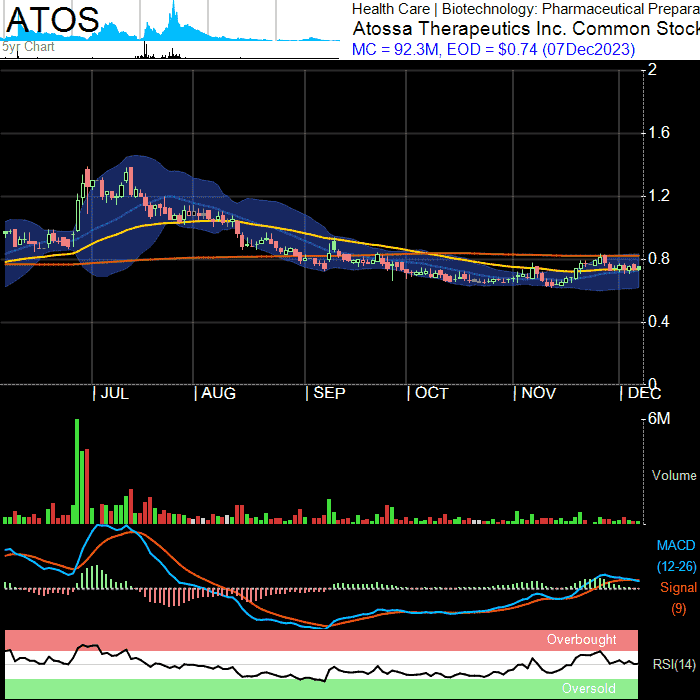 ATOS
5yr Chart
Health Care | Biotechnology: Pharmaceutical Prepara
Atossa Therapeutics Inc. Common Stock
MC = 92.3M, EOD = $0.74 (07Dec2023)
2
1.6
1.2
0.8
0.4
0
| JUL | AUG | SEP | OCT | NOV | DEC
6M
Volume
MACD
(12-26)
Signal
(9)
Overbought
RSI(14)
Oversold